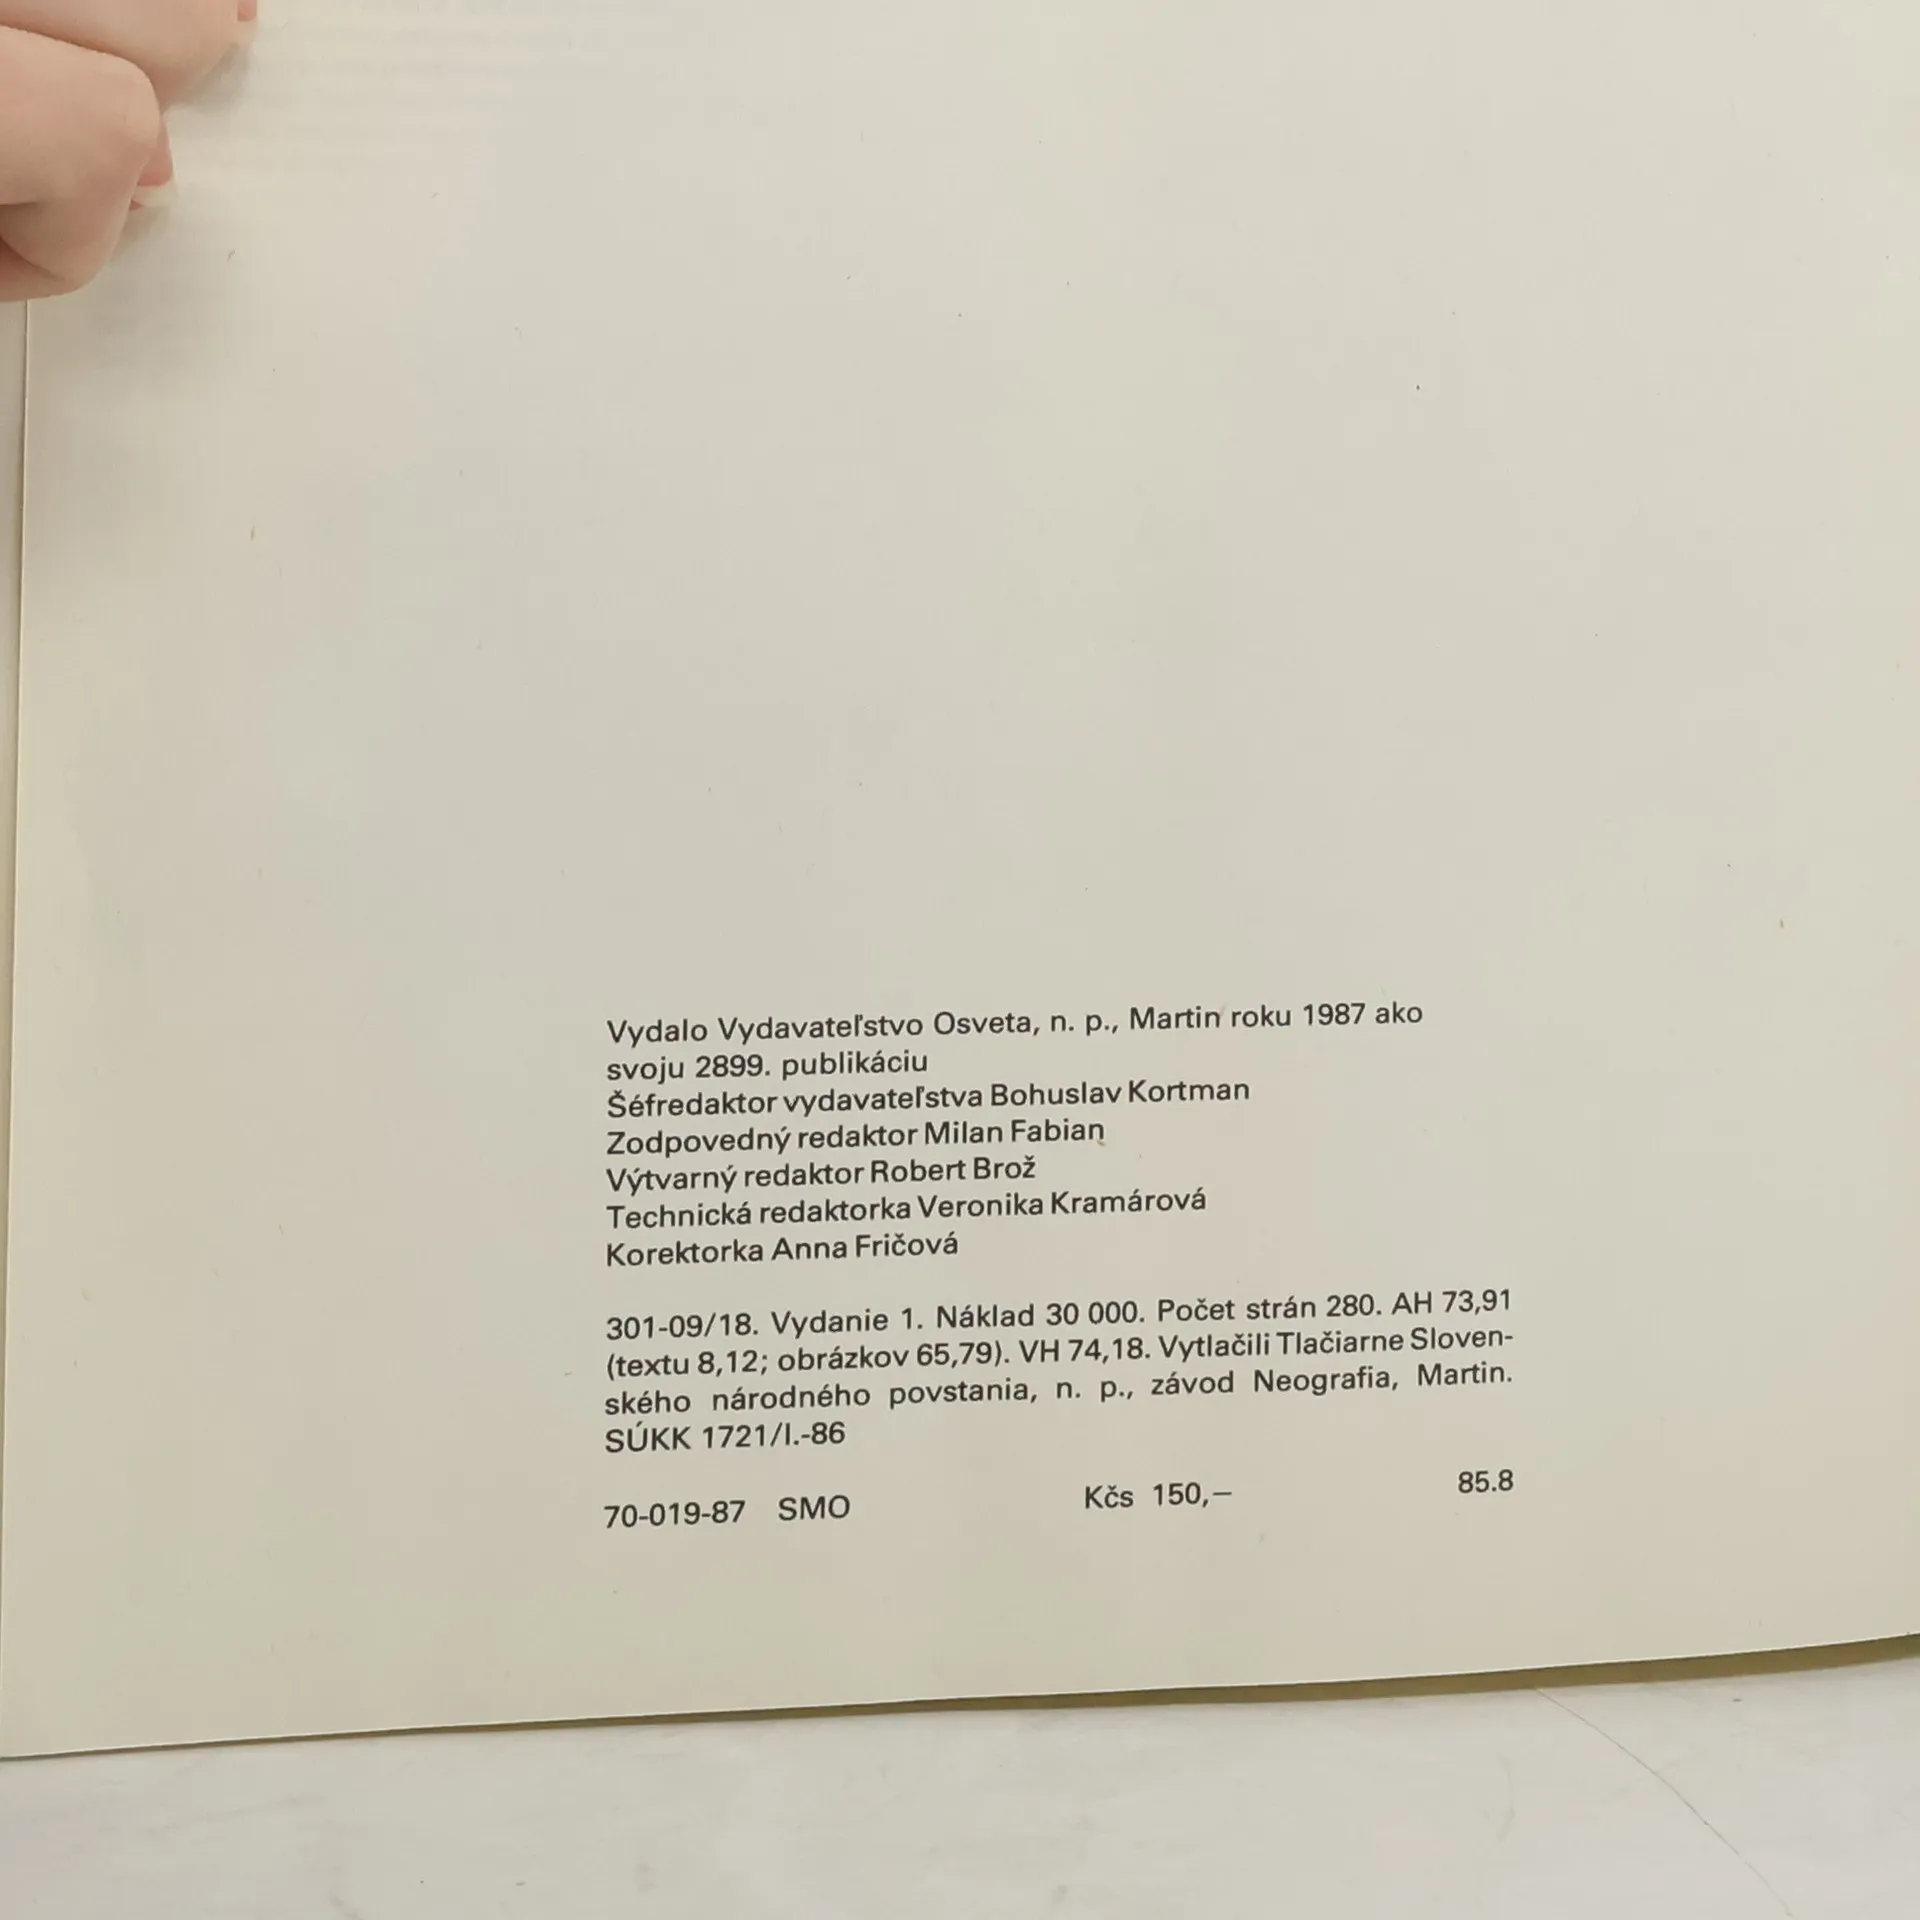 Vydalo Vydavateľstvo Osveta, n. p., Martin roku 1987 ako
svoju 2899. publikáciu
Šéfredaktor vydavateľstva Bohuslav Kortman
Zodpovedný redaktor Milan Fabian
Výtvarný redaktor Robert Brož
Technická redaktorka Veronika Kramárová
Korektorka Anna Fričová
301-09/18. Vydanie 1. Náklad 30 000. Počet strán 280. AH 73,91
(textu 8,12; obrázkov 65,79). VH 74,18. Vytlačili Tlačiarne Sloven-
ského národného povstania, n. p., závod Neografia, Martin.
SÚKK 1721/I.-86
70-019-87 SMO Kčs 150,— 85.8